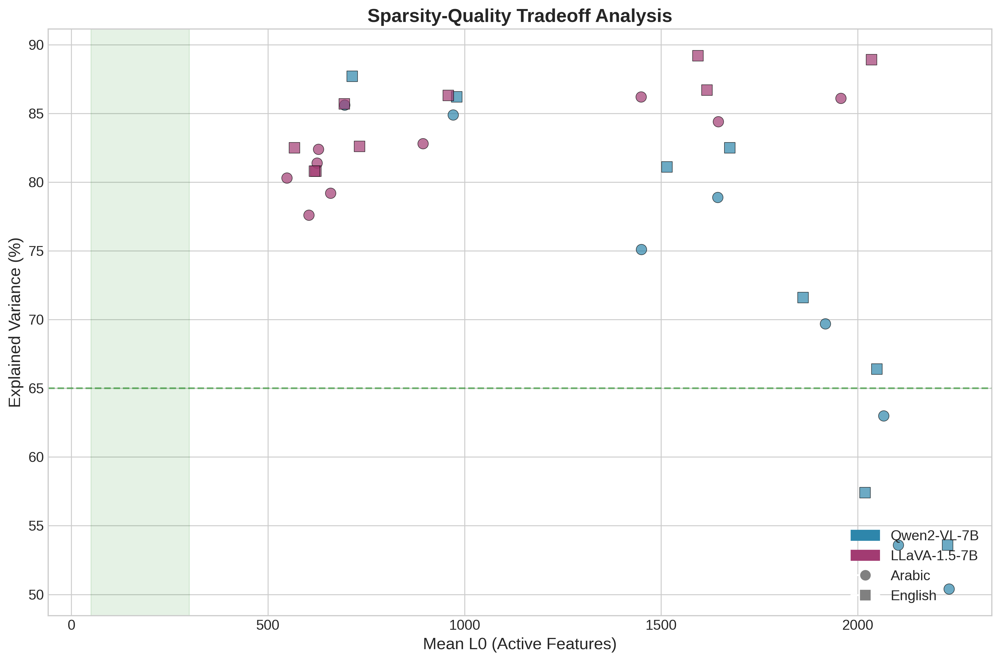 Sparsity-Quality Tradeoff Analysis
Explained Variance (%)
90
85
80
75
70
65
60
55
50
0
500
1000
1500
2000
Mean L0 (Active Features)
Qwen2-VL-7B
LLaVA-1.5-7B
Arabic
English